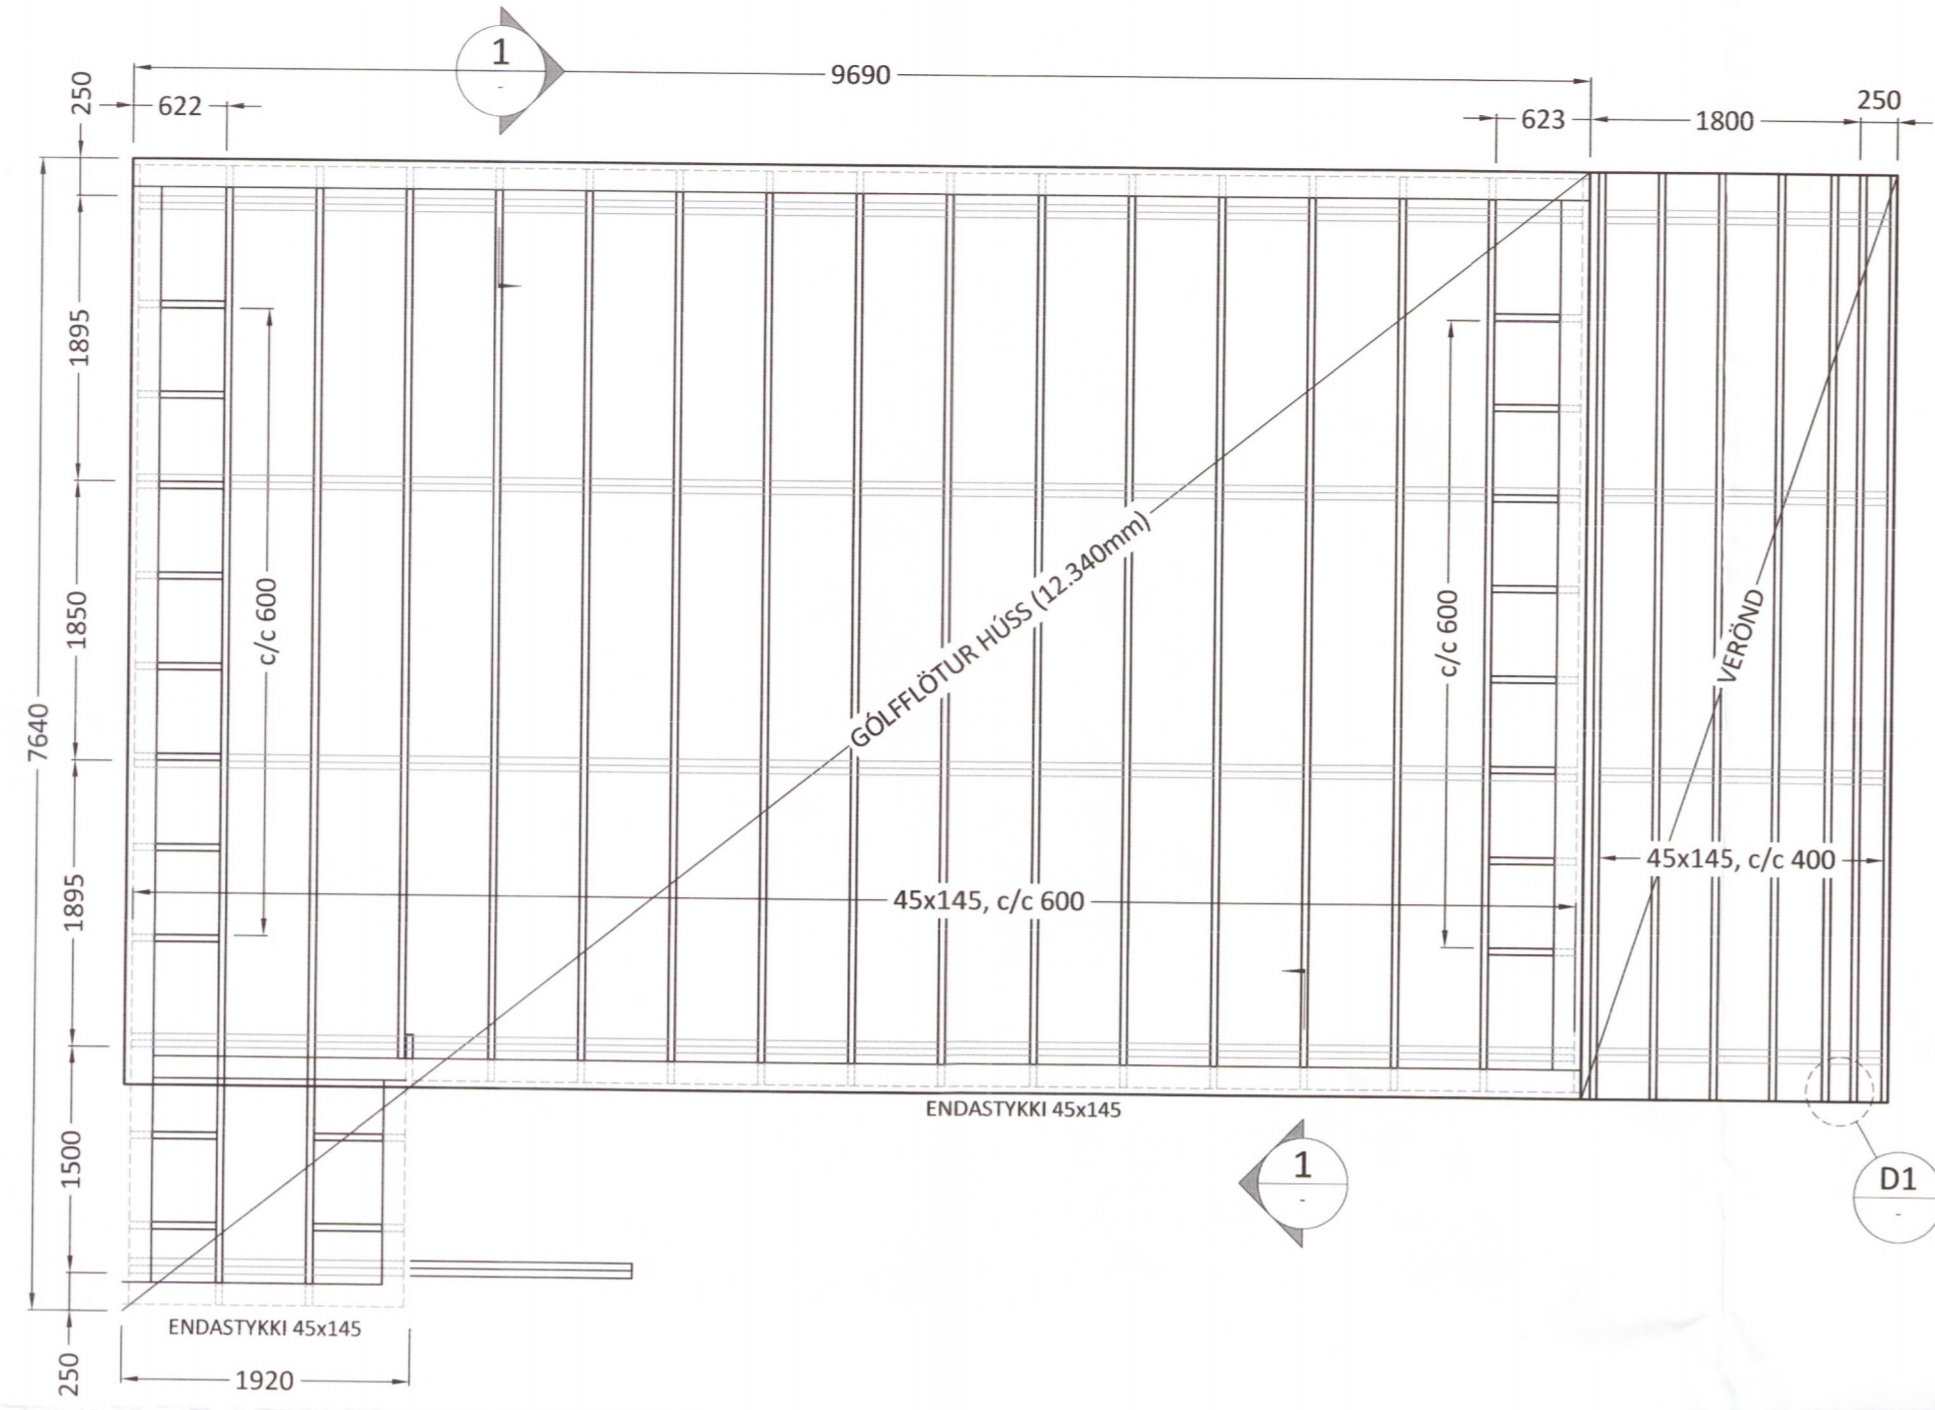 1
-
9690
250
622
623
1800
250
1895
1850
1895
1500
250
7640
c/c 600
c/c 600
GÓLFFLÖTUR HÚSS (12.340mm)
VERÖND
45x145, c/c 600
45x145, c/c 400
ENDASTYKKI 45x145
1
-
D1
-
ENDASTYKKI 45x145
1920